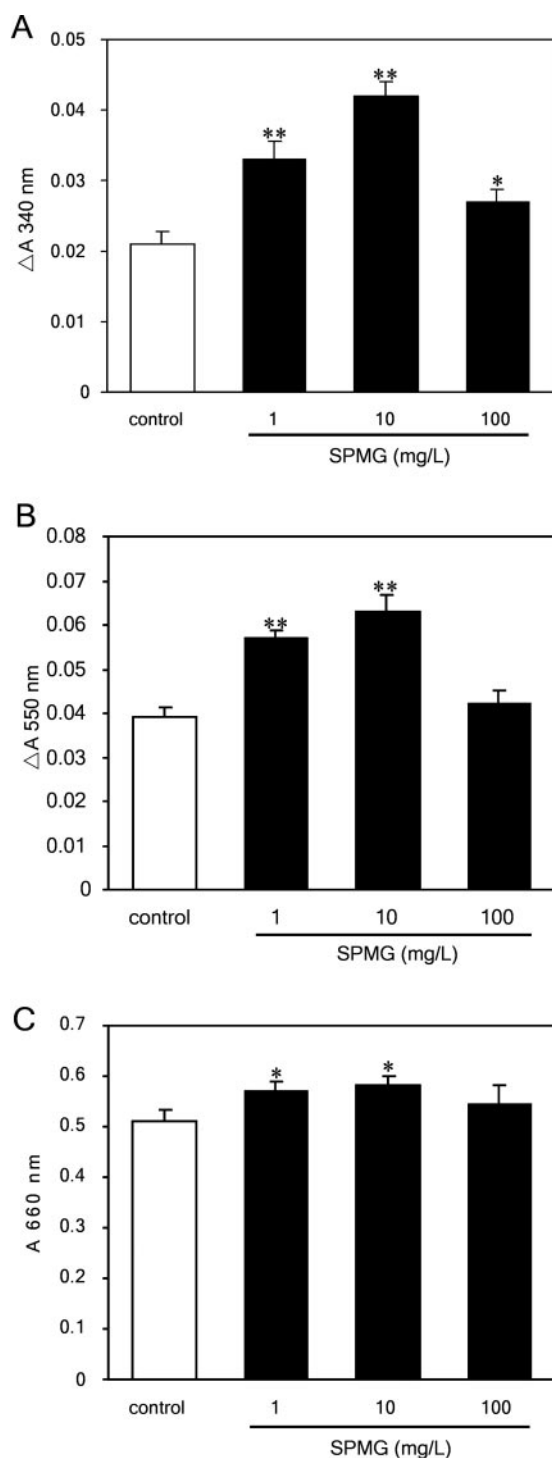 A
0.05
0.04
0.03
0.02
0.01
0
△A 340 nm
**
**
*
control 1 10 100
SPMG (mg/L)
B
0.08
0.07
0.06
0.05
0.04
0.03
0.02
0.01
0
△A 550 nm
**
**
control 1 10 100
SPMG (mg/L)
C
0.7
0.6
0.5
0.4
0.3
0.2
0.1
0
A 660 nm
*
*
control 1 10 100
SPMG (mg/L)